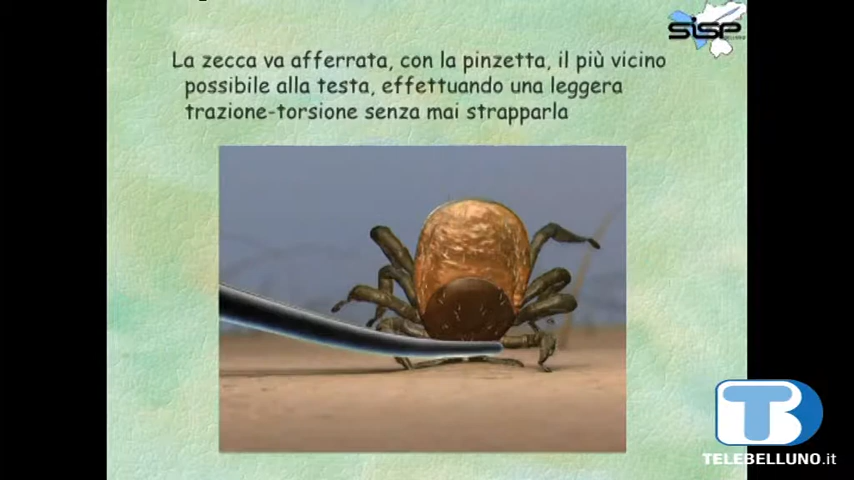 SISP
La zecca va afferrata, con la pinzetta, il più vicino
possibile alla testa, effettuando una leggera
trazione-torsione senza mai strapparla
TB
TELEBELLUNO.it